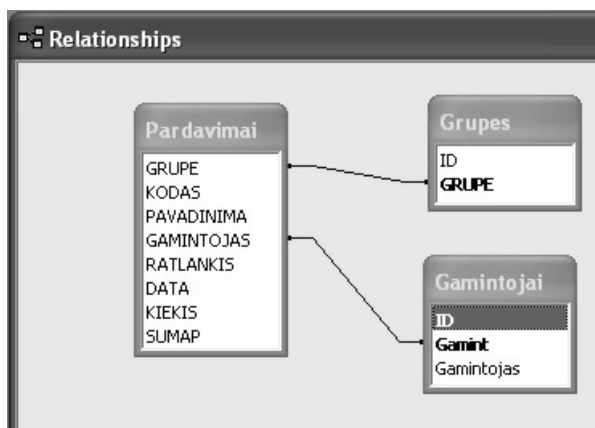 Relationships
Pardavimai
GRUPE
KODAS
PAVADINIMA
GAMINTOJAS
RATLANKIS
DATA
KIEKIS
SUMAP
Grupes
ID
GRUPE
Gamintojai
ID
Gamint
Gamintojas